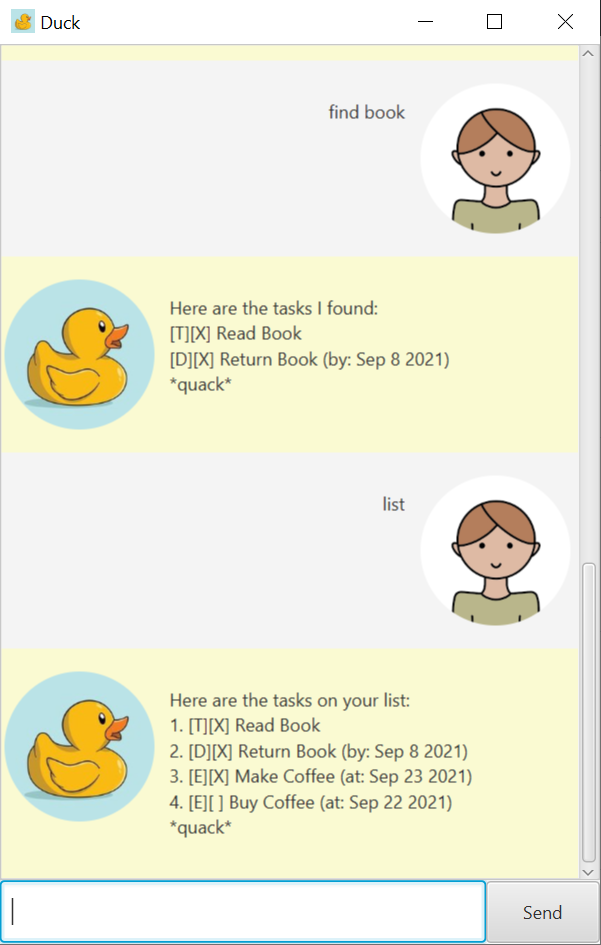 Duck
find book
Here are the tasks I found:
[T][X] Read Book
[D][X] Return Book (by: Sep 8 2021)
*quack*
list
Here are the tasks on your list:
1. [T][X] Read Book
2. [D][X] Return Book (by: Sep 8 2021)
3. [E][X] Make Coffee (at: Sep 23 2021)
4. [E][ ] Buy Coffee (at: Sep 22 2021)
*quack*
Send